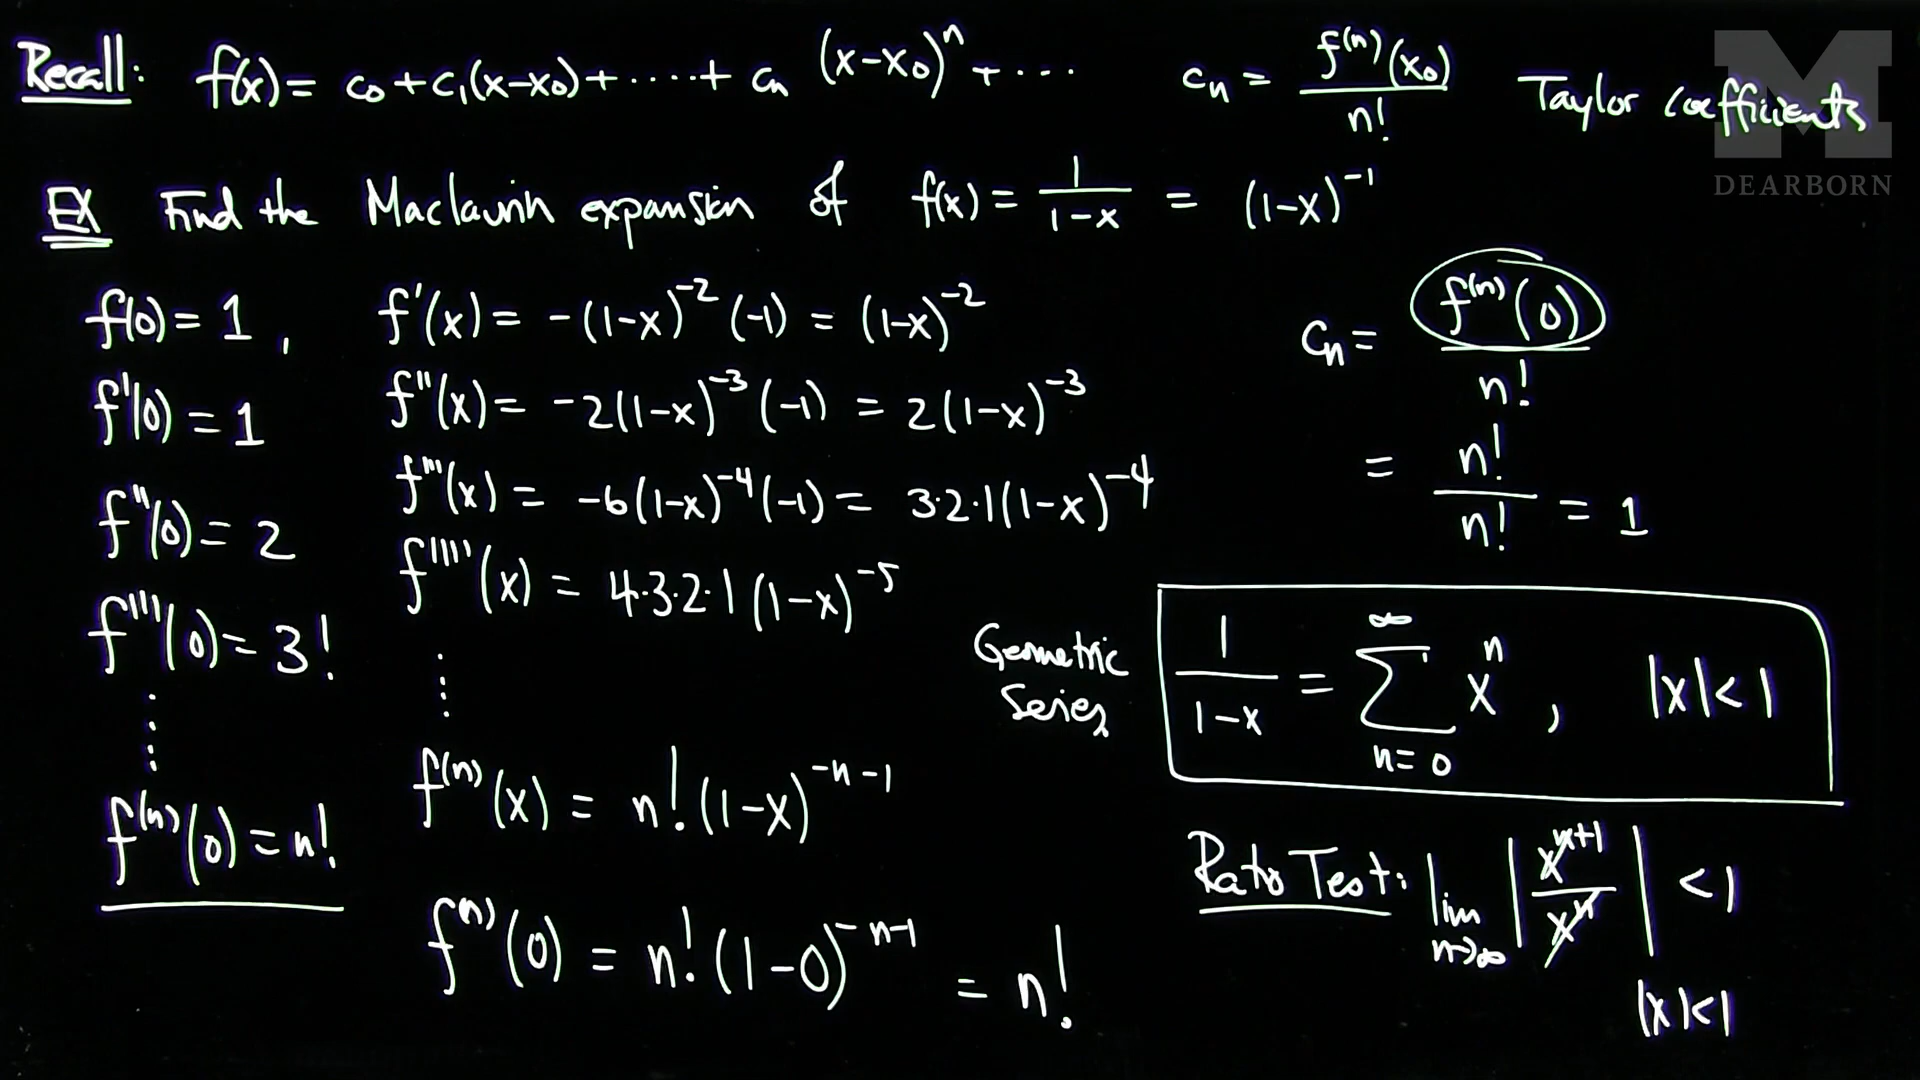 Recall: f(x) = c₀ + c₁(x-x₀) + ····· + cₙ (x-x₀)ⁿ + ··· cₙ = f⁽ⁿ⁾(x₀) / n! Taylor coefficients
M DEARBORN
EX Find the Maclaurin expansion of f(x) = 1/(1-x) = (1-x)⁻¹
f(0) = 1 , f'(x) = -(1-x)⁻²(-1) = (1-x)⁻²
f'(0) = 1 f''(x) = -2(1-x)⁻³(-1) = 2(1-x)⁻³
f''(0) = 2 f'''(x) = -6(1-x)⁻⁴(-1) = 3·2·1(1-x)⁻⁴
f'''(0) = 3! f''''(x) = 4·3·2·1(1-x)⁻⁵
⋮ ⋮
f⁽ⁿ⁾(0) = n! f⁽ⁿ⁾(x) = n!(1-x)⁻ⁿ⁻¹
f⁽ⁿ⁾(0) = n!(1-0)⁻ⁿ⁻¹ = n!
cₙ = f⁽ⁿ⁾(0) / n!
= n!/n! = 1
Geometric
Series
1/(1-x) = ∑_{n=0}^{∞} xⁿ , |x|<1
Ratio Test: lim_{n→∞} |xⁿ⁺¹/xⁿ| < 1
|x|<1